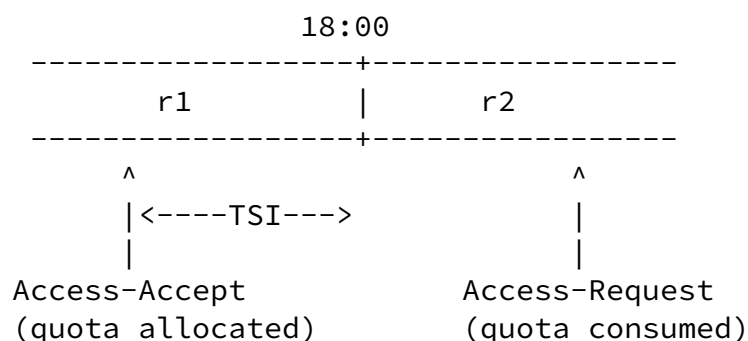 18:00
 ------------------+-----------------
        r1         |      r2
 ------------------+-----------------
      ^                         ^
      |<----TSI--->             |
      |                         |
Access-Accept            Access-Request
(quota allocated)        (quota consumed)